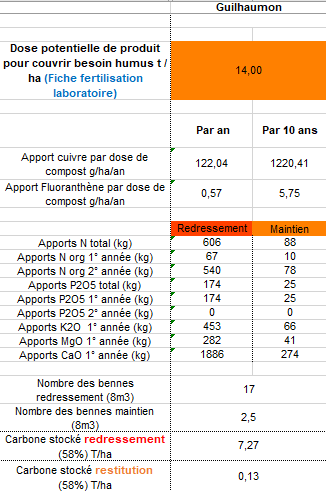 Guilhaumon
Dose potentielle de produit
pour couvrir besoin humus t /
ha (Fiche fertilisation
laboratoire)
14,00
Par an Par 10 ans
Apport cuivre par dose de
compost g/ha/an
122,04 1220,41
Apport Fluoranthène par dose de
compost g/ha/an
0,57 5,75
Redressement Maintien
Apports N total (kg) 606 88
Apports N org 1° année (kg) 67 10
Apports N org 2° année (kg) 540 78
Apports P2O5 total (kg) 174 25
Apports P2O5 1° année (kg) 174 25
Apports P2O5 2° année (kg) 0 0
Apports K2O 1° année (kg) 453 66
Apports MgO 1° année (kg) 282 41
Apports CaO 1° année (kg) 1886 274
Nombre des bennes
redressement (8m3)
17
Nombre des bennes maintien
(8m3)
2,5
Carbone stocké redressement
(58%) T/ha
7,27
Carbone stocké restitution
(58%) T/ha
0,13